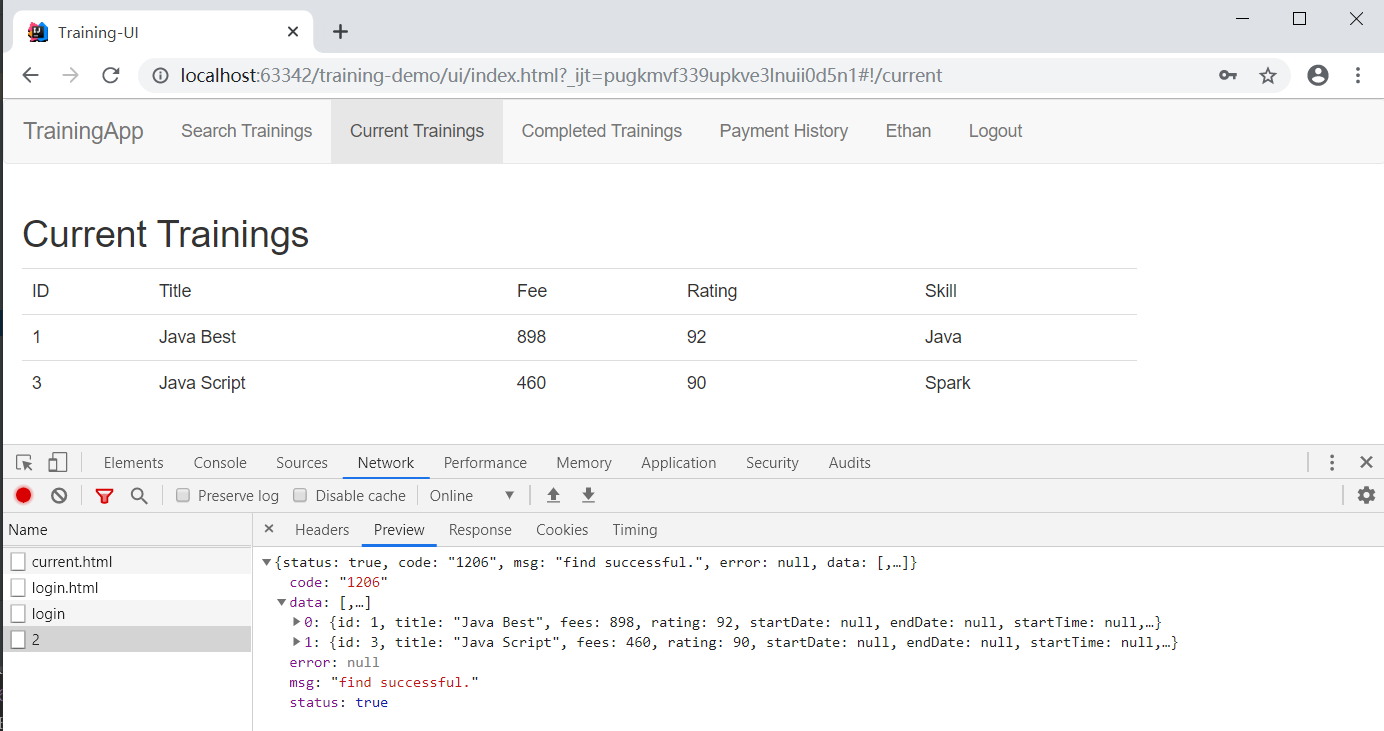 Training-UI
localhost:63342/training-demo/ui/index.html?_ijt=pugkmvf339upkve3lnuii0d5n1#!/current
TrainingApp Search Trainings Current Trainings Completed Trainings Payment History Ethan Logout
Current Trainings
ID Title Fee Rating Skill
1 Java Best 898 92 Java
3 Java Script 460 90 Spark
Elements Console Sources Network Performance Memory Application Security Audits
Preserve log Disable cache Online
Name Headers Preview Response Cookies Timing
current.html
login.html
login
2
{status: true, code: "1206", msg: "find successful.", error: null, data: [,…]}
code: "1206"
data: [,…]
0: {id: 1, title: "Java Best", fees: 898, rating: 92, startDate: null, endDate: null, startTime: null,…}
1: {id: 3, title: "Java Script", fees: 460, rating: 90, startDate: null, endDate: null, startTime: null,…}
error: null
msg: "find successful."
status: true